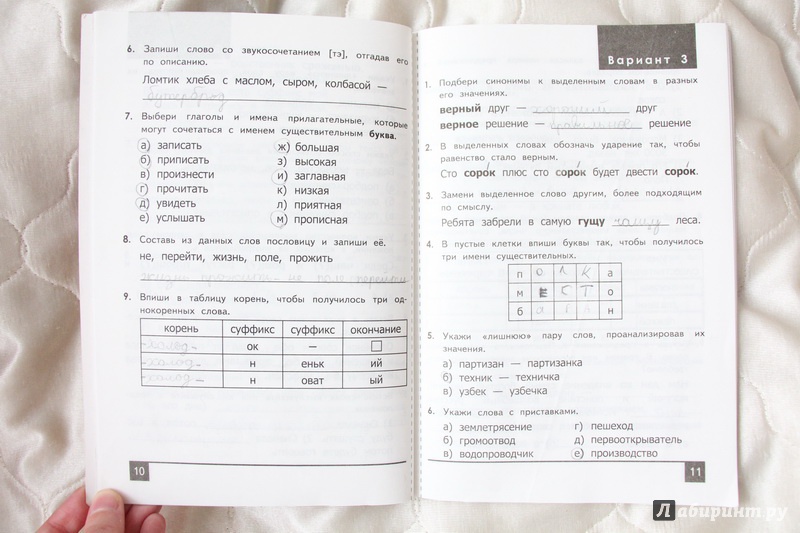 6. Запиши слово со звукосочетанием [тэ], отгадав его
по описанию.
Ломтик хлеба с маслом, сыром, колбасой —
бутерброд
7. Выбери глаголы и имена прилагательные, которые
могут сочетаться с именем существительным буква.
а) записать ж) большая
б) приписать з) высокая
в) произнести и) заглавная
г) прочитать к) низкая
д) увидеть л) приятная
е) услышать м) прописная
8. Составь из данных слов пословицу и запиши её.
не, перейти, жизнь, поле, прожить
жизнь прожить - не поле перейти
9. Впиши в таблицу корень, чтобы получилось три од-
нокоренных слова.
корень суффикс суффикс окончание
-холод- ок —
-холод- н еньк ий
-холод- н оват ый
10
Вариант 3
1. Подбери синонимы к выделенным словам в разных
его значениях.
верный друг — хороший друг
верное решение — правильное решение
2. В выделенных словах обозначь ударение так, чтобы
равенство стало верным.
Сто соро́к плюс сто со́рок будет двести соро́к.
3. Замени выделенное слово другим, более подходящим
по смыслу.
Ребята забрели в самую гущу чащу леса.
4. В пустые клетки впиши буквы так, чтобы получилось
три имени существительных.
п о л к а
м е с т о
б а н
5. Укажи «лишнюю» пару слов, проанализировав их
значения.
а) партизан — партизанка
б) техник — техничка
в) узбек — узбечка
6. Укажи слова с приставками.
а) землетрясение г) пешеход
б) громоотвод д) первооткрыватель
в) водопроводчик е) производство
11
Лабиринт.ру